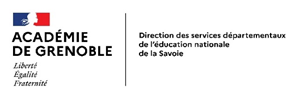 ACADÉMIE
DE GRENOBLE
Liberté
Égalité
Fraternité
Direction des services départementaux
de l'éducation nationale
de la Savoie